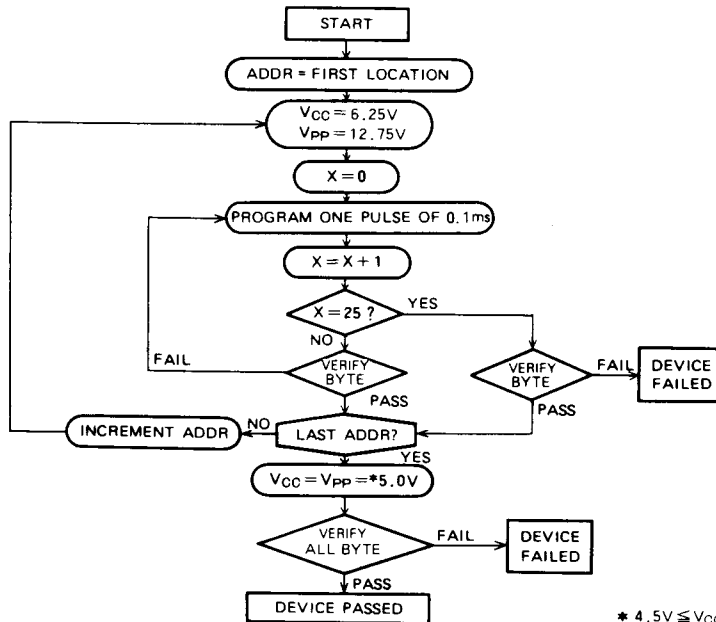 START
ADDR = FIRST LOCATION
VCC = 6.25V
VPP = 12.75V
X = 0
PROGRAM ONE PULSE OF 0.1ms
X = X + 1
X = 25 ?
YES
NO
FAIL
VERIFY
BYTE
PASS
VERIFY
BYTE
FAIL
PASS
DEVICE
FAILED
INCREMENT ADDR
NO
LAST ADDR?
YES
VCC = VPP = *5.0V
VERIFY
ALL BYTE
FAIL
DEVICE
FAILED
PASS
DEVICE PASSED
* 4.5V ≦ VCC